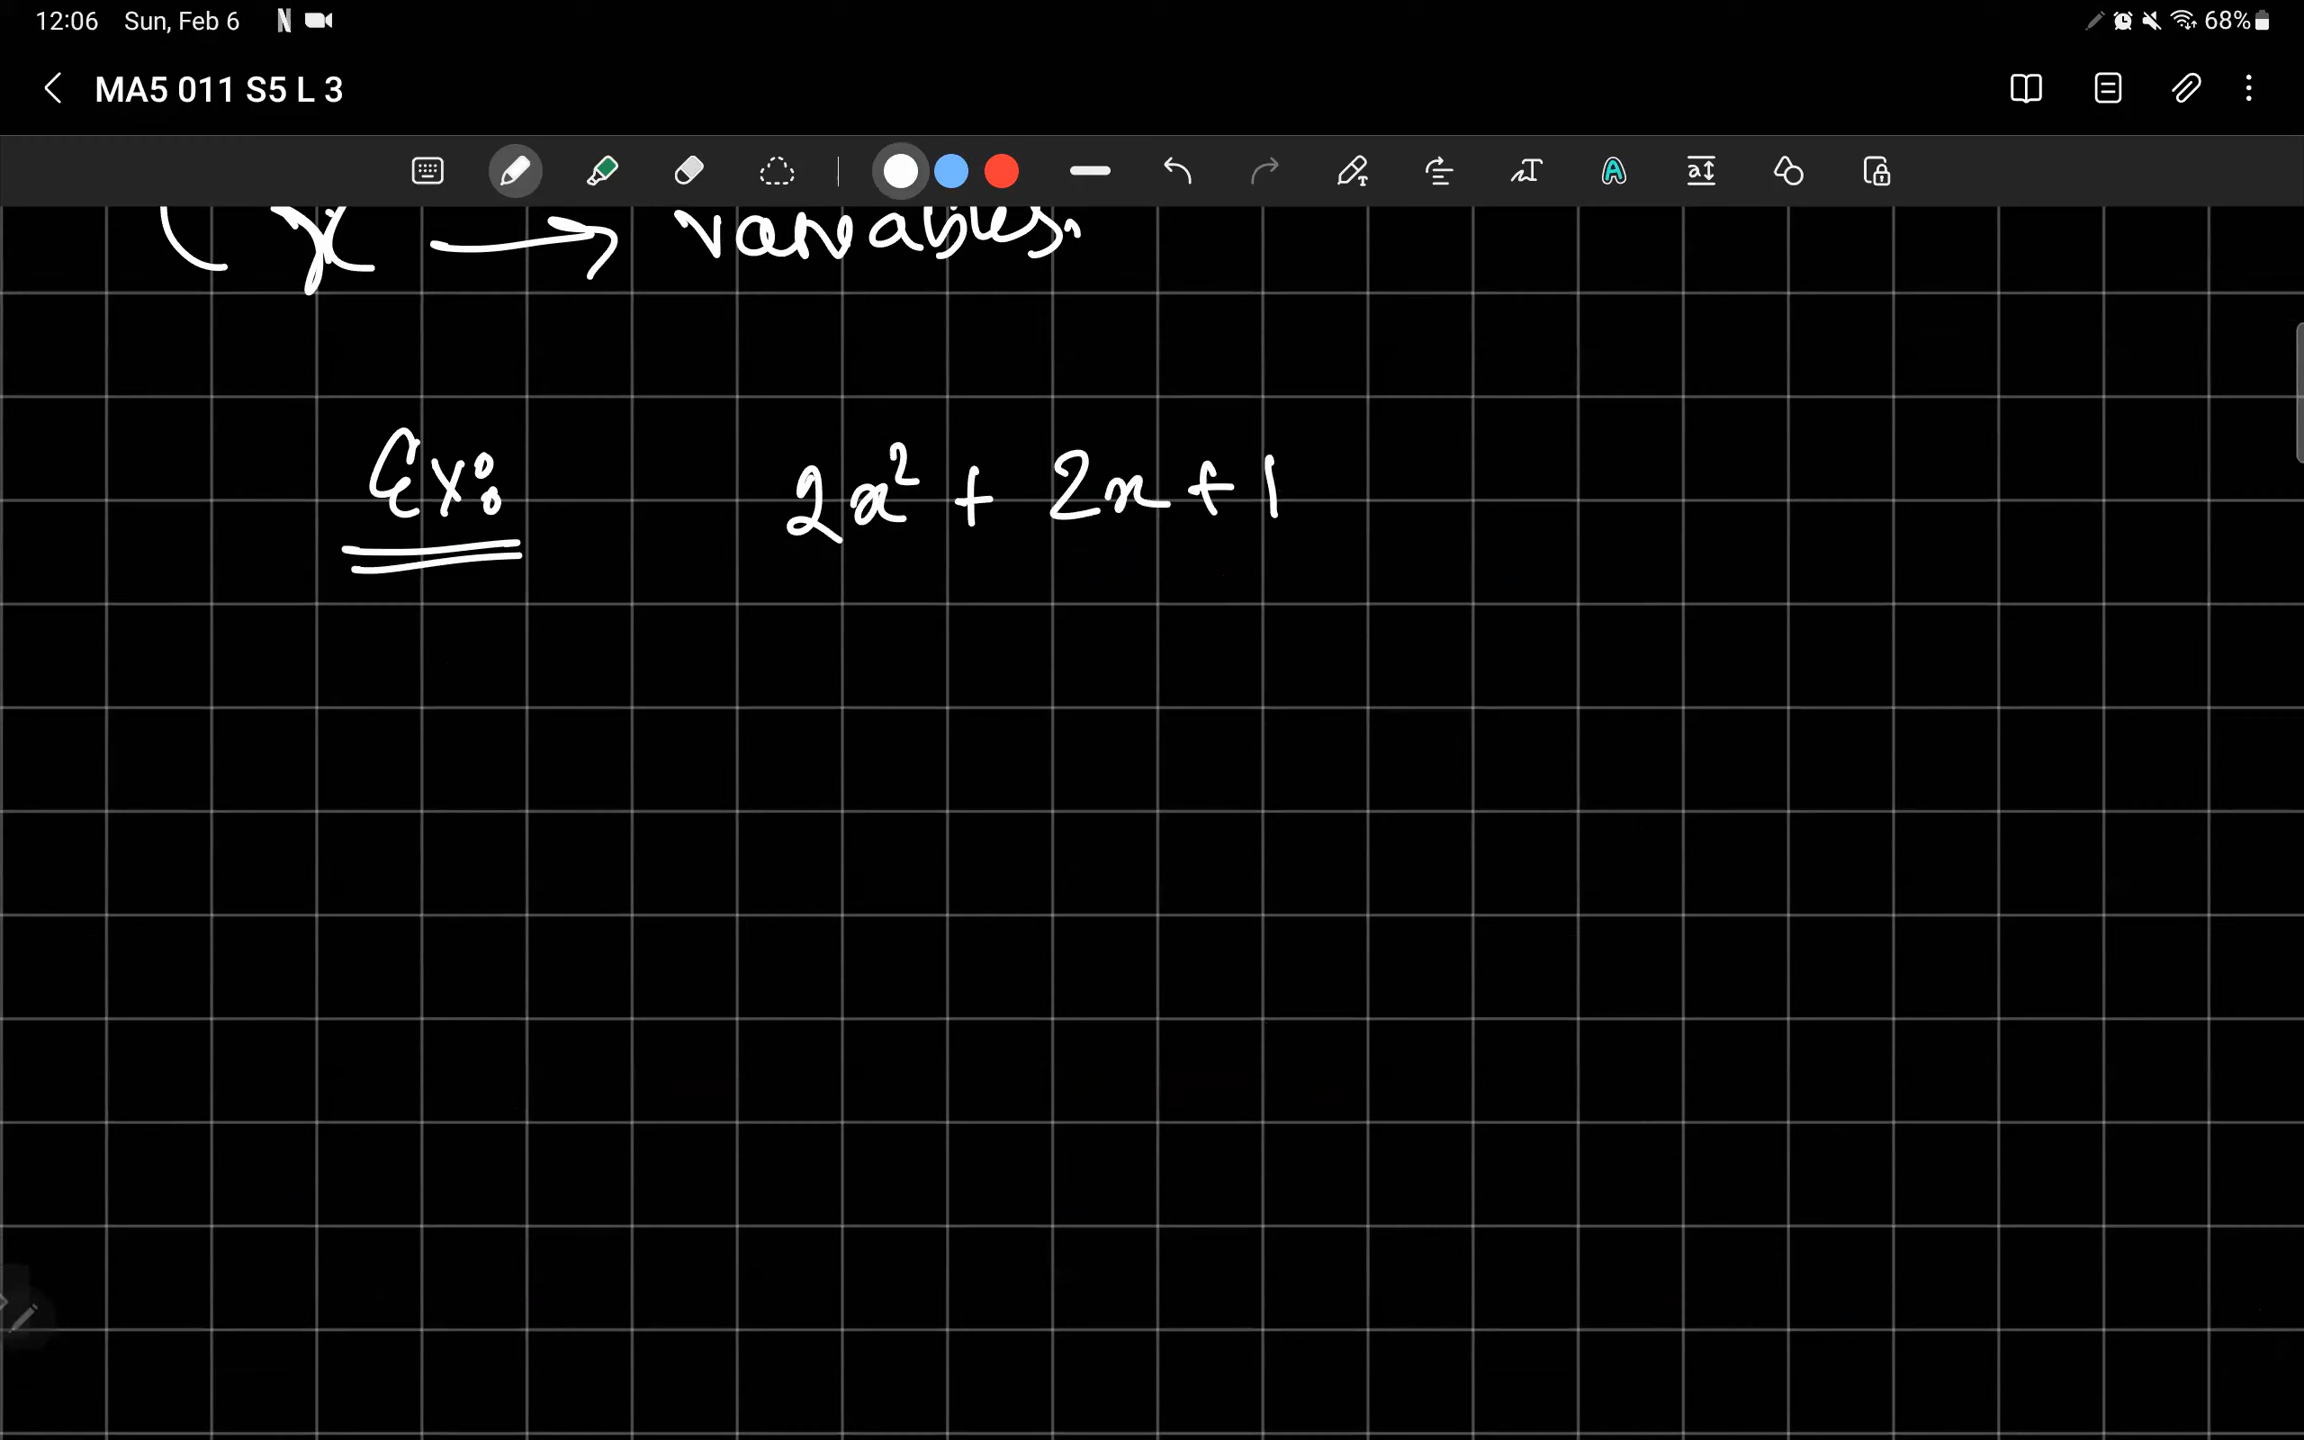 12:06 Sun, Feb 6 N 68%
MA5 011 S5 L 3
( x → variables.
Ex: 2x² + 2x + 1